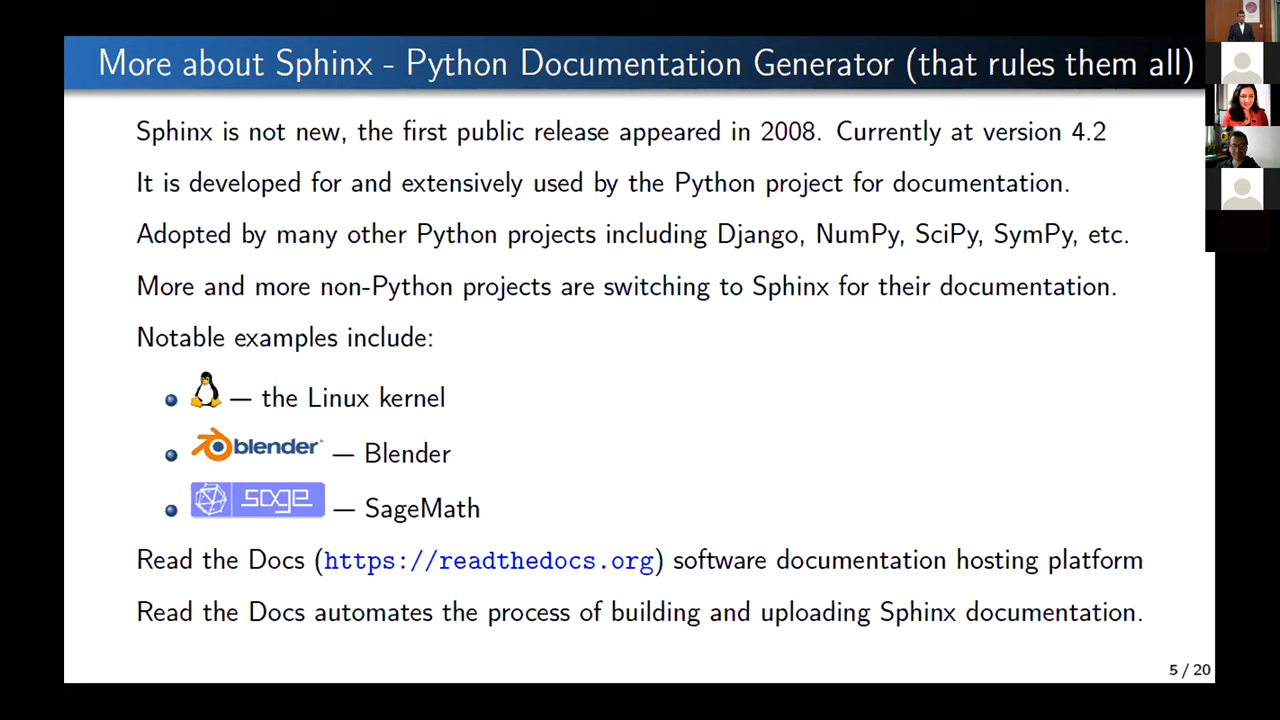 More about Sphinx - Python Documentation Generator (that rules them all)
Sphinx is not new, the first public release appeared in 2008. Currently at version 4.2
It is developed for and extensively used by the Python project for documentation.
Adopted by many other Python projects including Django, NumPy, SciPy, SymPy, etc.
More and more non-Python projects are switching to Sphinx for their documentation.
Notable examples include:
— the Linux kernel
blender — Blender
sage — SageMath
Read the Docs (https://readthedocs.org) software documentation hosting platform
Read the Docs automates the process of building and uploading Sphinx documentation.
5 / 20